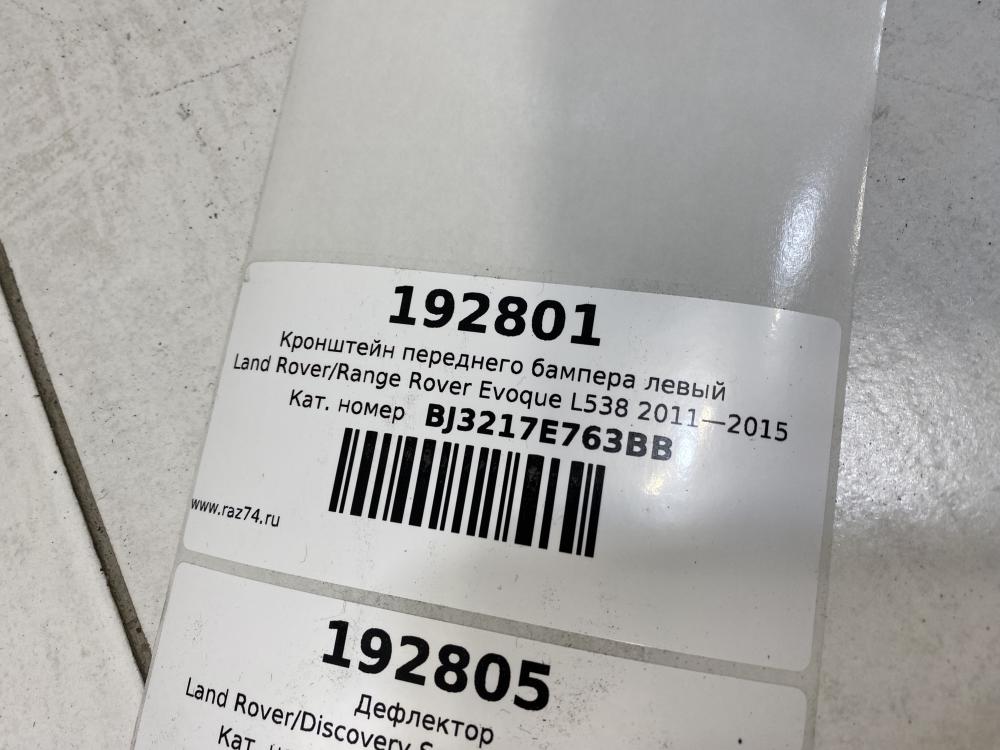 192801
Кронштейн переднего бампера левый
Land Rover/Range Rover Evoque L538 2011—2015
Кат. номер BJ3217E763BB
www.raz74.ru
192805
Дефлектор
Land Rover/Discovery
Кат.